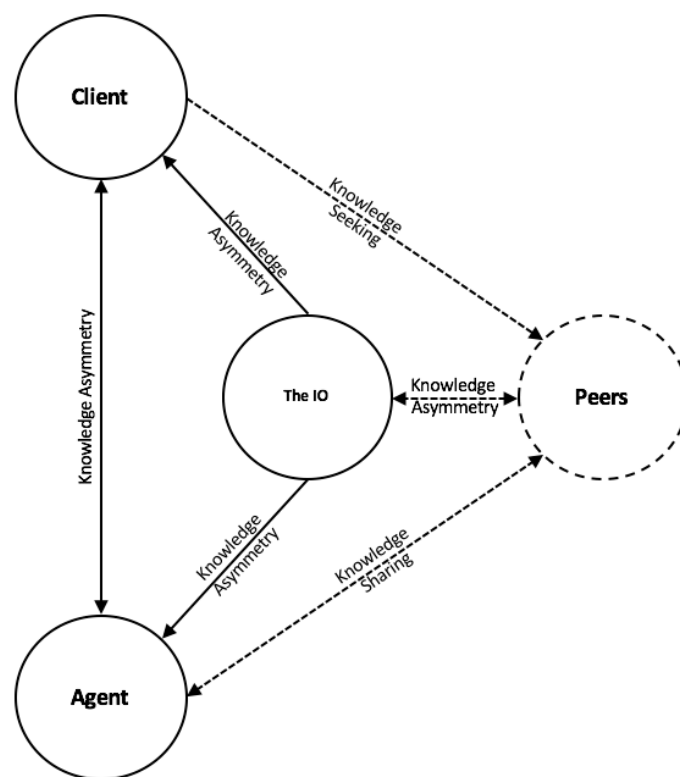 Client
Knowledge
Seeking
Knowledge
Asymmetry
Knowledge Asymmetry
The IO
Knowledge
Asymmetry
Peers
Knowledge
Asymmetry
Knowledge
Sharing
Agent